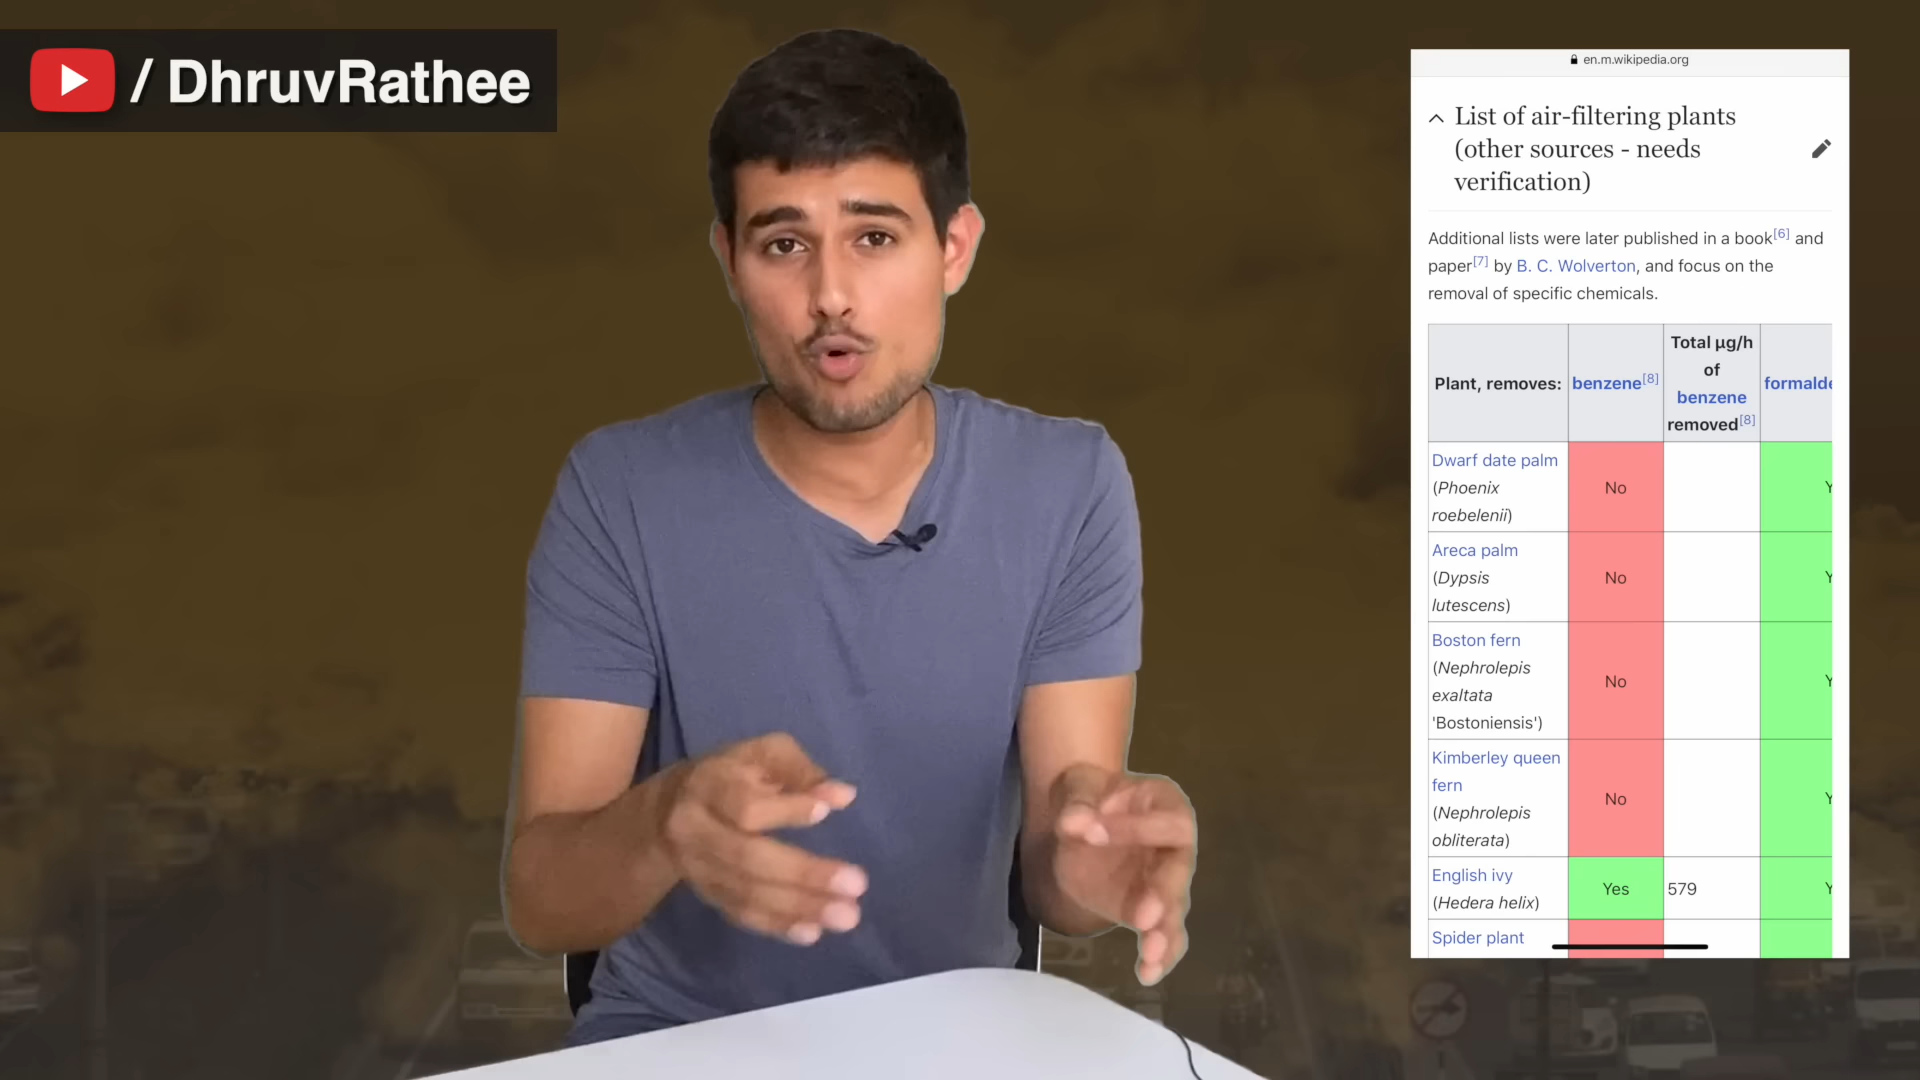 / DhruvRathee
en.m.wikipedia.org
List of air-filtering plants
(other sources - needs
verification)
Additional lists were later published in a book[6] and
paper[7] by B. C. Wolverton, and focus on the
removal of specific chemicals.
Plant, removes:
benzene[8]
Total µg/h
of
benzene
removed[8]
formalde
Dwarf date palm
(Phoenix
roebelenii)
No
Y
Areca palm
(Dypsis
lutescens)
No
Y
Boston fern
(Nephrolepis
exaltata
'Bostoniensis')
No
Y
Kimberley queen
fern
(Nephrolepis
obliterata)
No
Y
English ivy
(Hedera helix)
Yes
579
Y
Spider plant